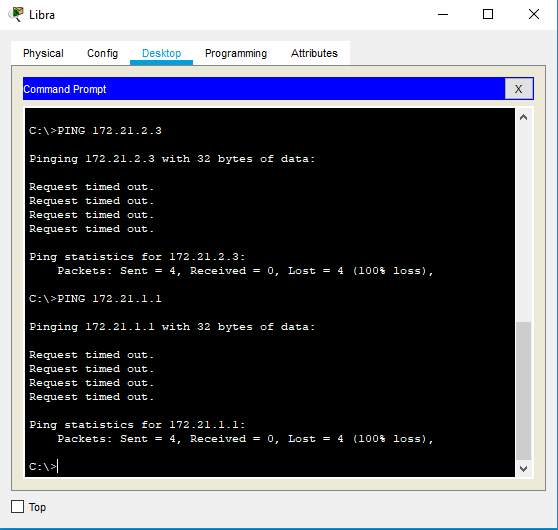 Libra
Physical Config Desktop Programming Attributes
Command Prompt X
C:\>PING 172.21.2.3
Pinging 172.21.2.3 with 32 bytes of data:
Request timed out.
Request timed out.
Request timed out.
Request timed out.
Ping statistics for 172.21.2.3:
    Packets: Sent = 4, Received = 0, Lost = 4 (100% loss),
C:\>PING 172.21.1.1
Pinging 172.21.1.1 with 32 bytes of data:
Request timed out.
Request timed out.
Request timed out.
Request timed out.
Ping statistics for 172.21.1.1:
    Packets: Sent = 4, Received = 0, Lost = 4 (100% loss),
C:\>
Top